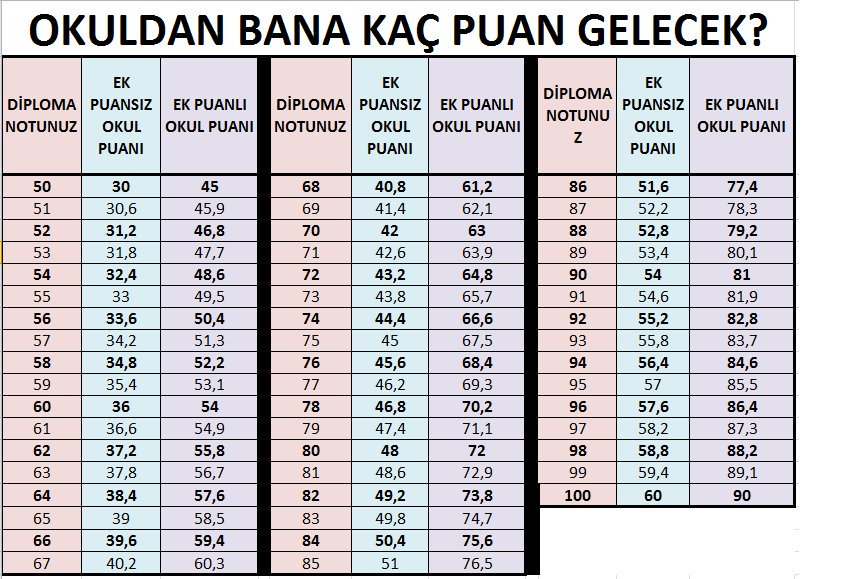 OKULDAN BANA KAÇ PUAN GELECEK?
DİPLOMA NOTUNUZ EK PUANSIZ OKUL PUANI EK PUANLI OKUL PUANI DİPLOMA NOTUNUZ EK PUANSIZ OKUL PUANI EK PUANLI OKUL PUANI DİPLOMA NOTUNU Z EK PUANSIZ OKUL PUANI EK PUANLI OKUL PUANI
50 30 45 68 40,8 61,2 86 51,6 77,4
51 30,6 45,9 69 41,4 62,1 87 52,2 78,3
52 31,2 46,8 70 42 63 88 52,8 79,2
53 31,8 47,7 71 42,6 63,9 89 53,4 80,1
54 32,4 48,6 72 43,2 64,8 90 54 81
55 33 49,5 73 43,8 65,7 91 54,6 81,9
56 33,6 50,4 74 44,4 66,6 92 55,2 82,8
57 34,2 51,3 75 45 67,5 93 55,8 83,7
58 34,8 52,2 76 45,6 68,4 94 56,4 84,6
59 35,4 53,1 77 46,2 69,3 95 57 85,5
60 36 54 78 46,8 70,2 96 57,6 86,4
61 36,6 54,9 79 47,4 71,1 97 58,2 87,3
62 37,2 55,8 80 48 72 98 58,8 88,2
63 37,8 56,7 81 48,6 72,9 99 59,4 89,1
64 38,4 57,6 82 49,2 73,8 100 60 90
65 39 58,5 83 49,8 74,7
66 39,6 59,4 84 50,4 75,6
67 40,2 60,3 85 51 76,5